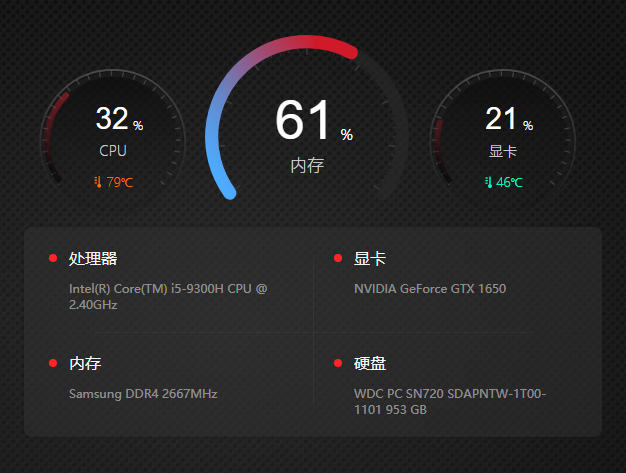 61 %
内存
32 %
CPU
79℃
21 %
显卡
46℃
处理器
Intel(R) Core(TM) i5-9300H CPU @
2.40GHz
显卡
NVIDIA GeForce GTX 1650
内存
Samsung DDR4 2667MHz
硬盘
WDC PC SN720 SDAPNTW-1T00-
1101 953 GB